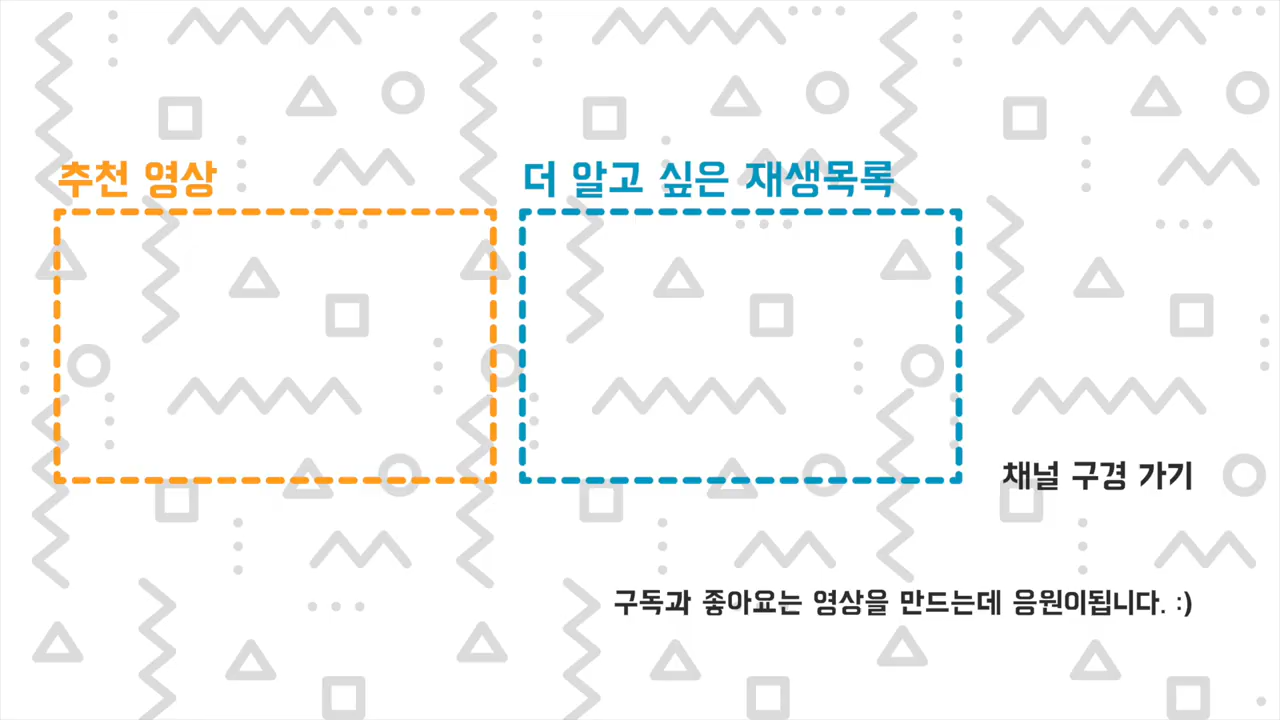 추천 영상
더 알고 싶은 재생목록
채널 구경 가기
구독과 좋아요는 영상을 만드는데 응원이됩니다. :)